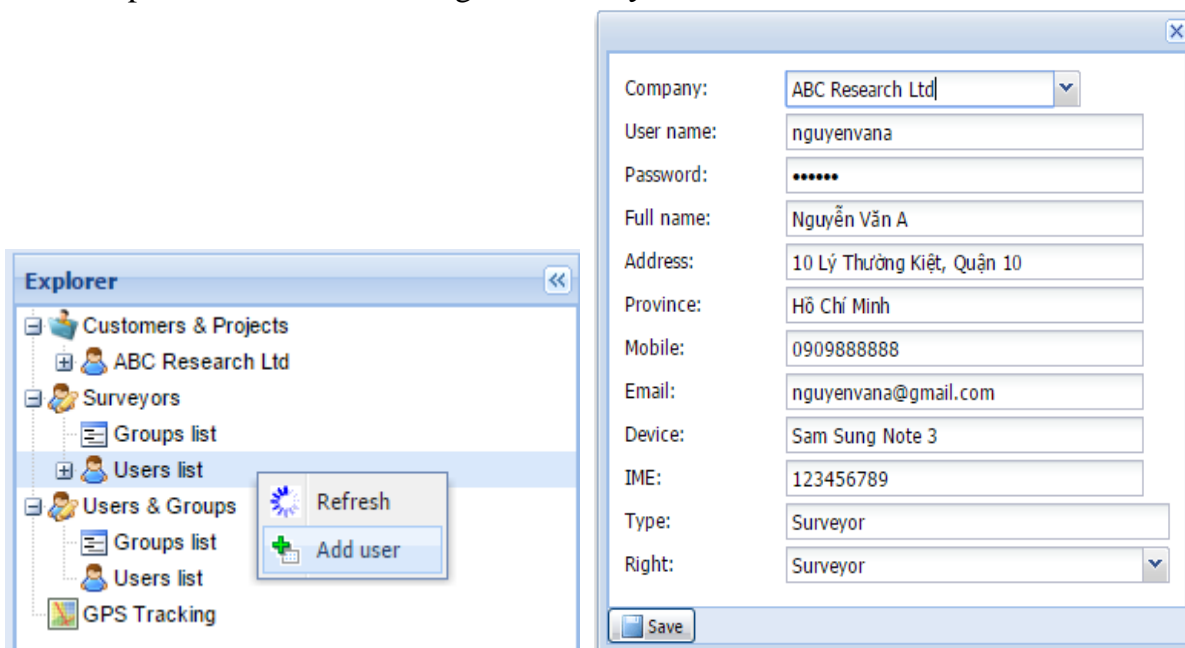 Explorer
Customers & Projects
ABC Research Ltd
Surveyors
Groups list
Users list
Users & Groups
Groups list
Users list
GPS Tracking
Refresh
Add user
Company: ABC Research Ltd
User name: nguyenvana
Password: ••••••
Full name: Nguyễn Văn A
Address: 10 Lý Thường Kiệt, Quận 10
Province: Hồ Chí Minh
Mobile: 0909888888
Email: nguyenvana@gmail.com
Device: Sam Sung Note 3
IME: 123456789
Type: Surveyor
Right: Surveyor
Save